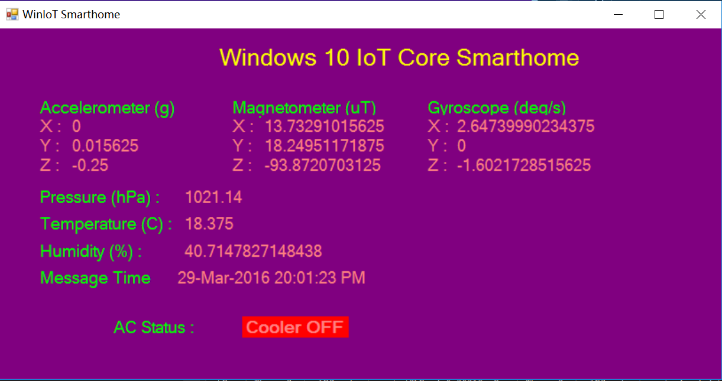 WinIoT Smarthome
Windows 10 IoT Core Smarthome
Accelerometer (g) Magnetometer (uT) Gyroscope (deg/s)
X : 0 X : 13.73291015625 X : 2.64739990234375
Y : 0.015625 Y : 18.24951171875 Y : 0
Z : -0.25 Z : -93.8720703125 Z : -1.6021728515625
Pressure (hPa) : 1021.14
Temperature (C) : 18.375
Humidity (%) : 40.7147827148438
Message Time 29-Mar-2016 20:01:23 PM
AC Status : Cooler OFF